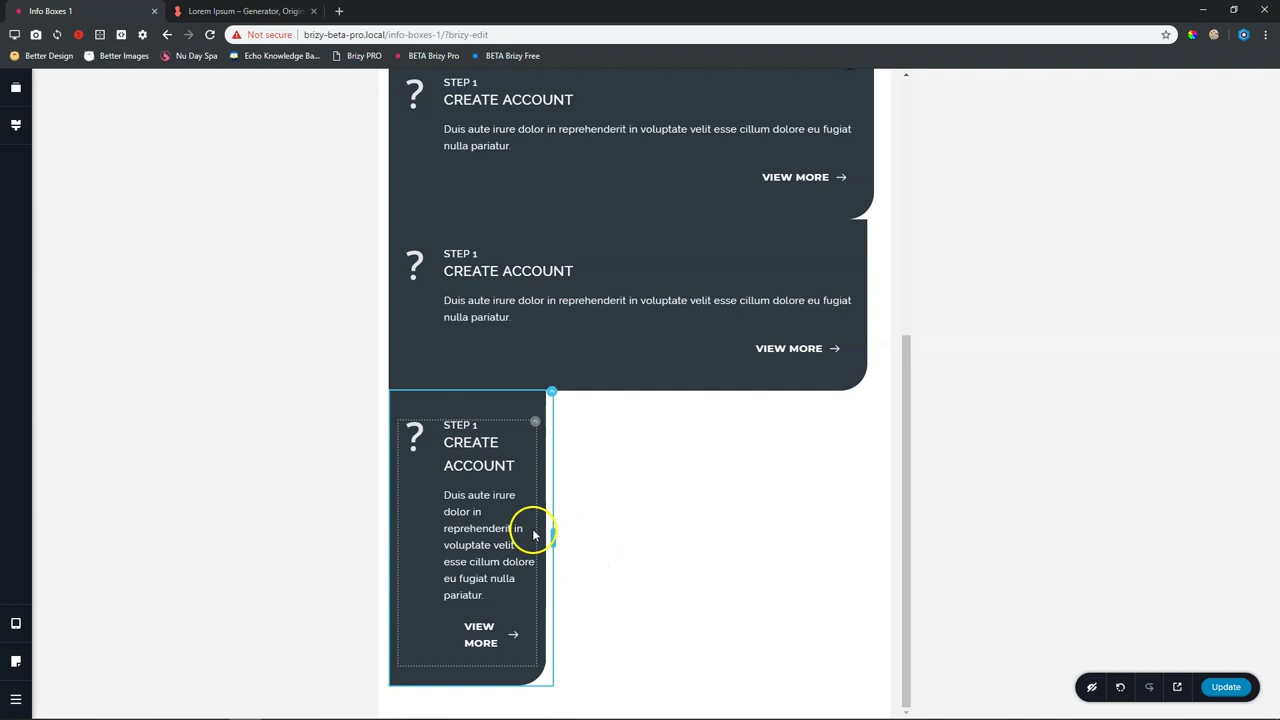 Info Boxes 1
Lorem Ipsum – Generator, Origin
Not secure
brizy-beta-pro.local/info-boxes-1/?brizy-edit
Better Design
Better Images
Nu Day Spa
Echo Knowledge Ba...
Brizy PRO
BETA Brizy Pro
BETA Brizy Free
?
STEP 1
CREATE ACCOUNT
Duis aute irure dolor in reprehenderit in voluptate velit esse cillum dolore eu fugiat
nulla pariatur.
VIEW MORE
?
STEP 1
CREATE ACCOUNT
Duis aute irure dolor in reprehenderit in voluptate velit esse cillum dolore eu fugiat
nulla pariatur.
VIEW MORE
?
STEP 1
CREATE
ACCOUNT
Duis aute irure
dolor in
reprehenderit in
voluptate velit
esse cillum dolore
eu fugiat nulla
pariatur.
VIEW
MORE
Update